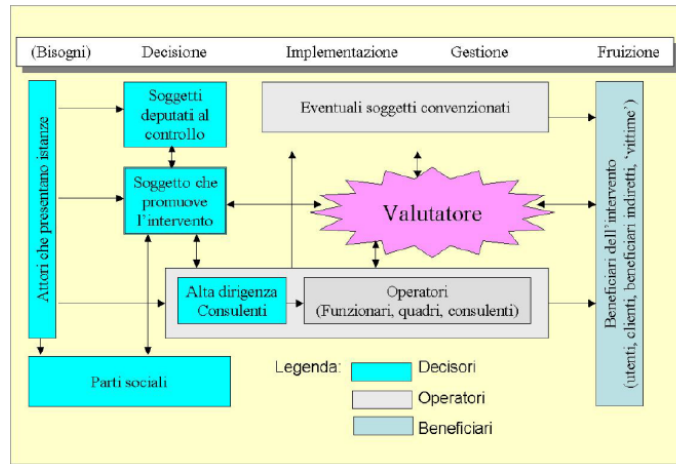 (Bisogni) Decisione Implementazione Gestione Fruizione
Attori che presentano istanze
Soggetti
deputati al
controllo
Eventuali soggetti convenzionati
Soggetto che
promuove
l'intervento
Valutatore
Alta dirigenza
Consulenti
Operatori
(Funzionari, quadri, consulenti)
Beneficiari dell'intervento
(utenti, clienti, beneficiari indiretti, 'vittime')
Parti sociali
Legenda:
Decisori
Operatori
Beneficiari